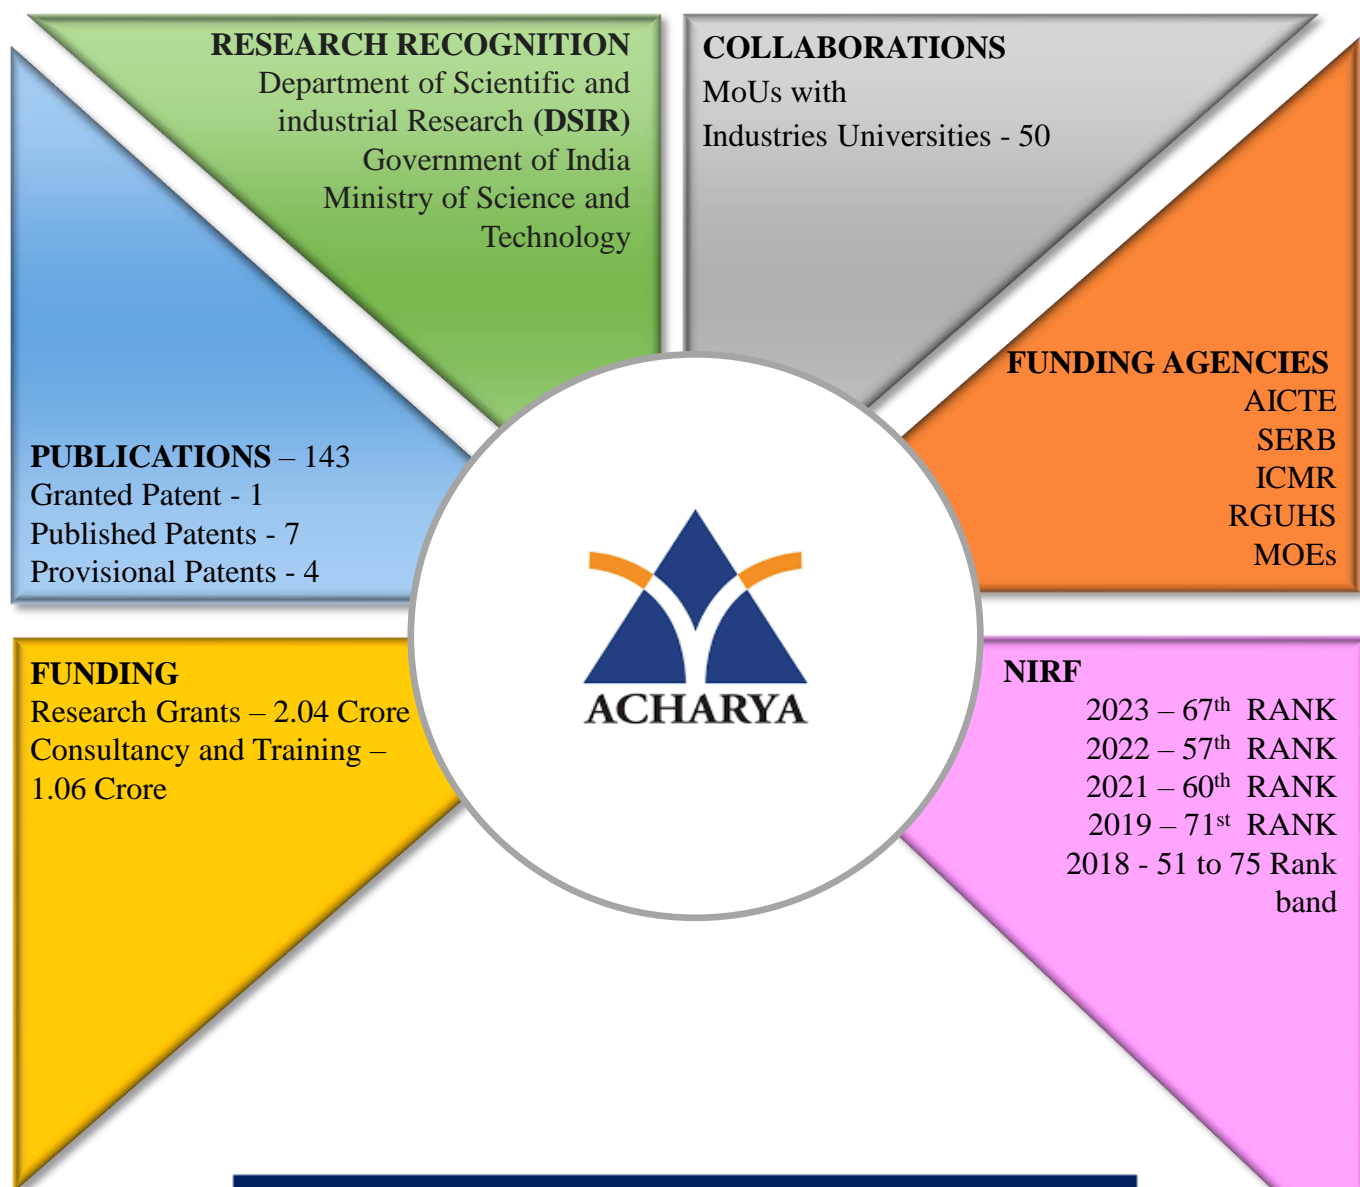 RESEARCH RECOGNITION
Department of Scientific and
industrial Research (DSIR)
Government of India
Ministry of Science and
Technology
COLLABORATIONS
MoUs with
Industries Universities - 50
PUBLICATIONS – 143
Granted Patent - 1
Published Patents - 7
Provisional Patents - 4
FUNDING AGENCIES
AICTE
SERB
ICMR
RGUHS
MOEs
ACHARYA
FUNDING
Research Grants – 2.04 Crore
Consultancy and Training –
1.06 Crore
NIRF
2023 – 67th RANK
2022 – 57th RANK
2021 – 60th RANK
2019 – 71st RANK
2018 - 51 to 75 Rank
band